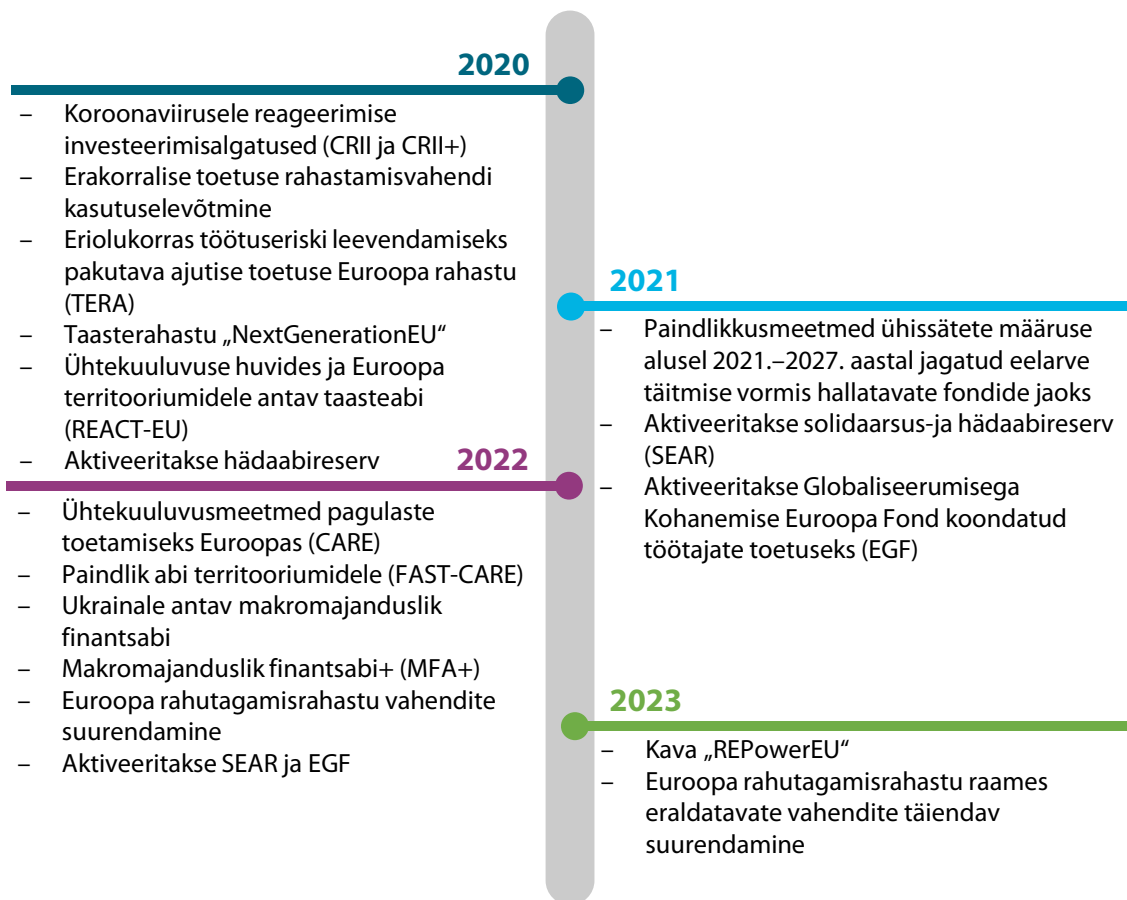 2020
– Koroonaviirusele reageerimise
investeerimisalgatused (CRII ja CRII+)
– Erakorralise toetuse rahastamisvahendi
kasutuselevõtmine
– Eriolukorras töötuseriski leevendamiseks
pakutava ajutise toetuse Euroopa rahastu
(TERA)
– Taasterahastu „NextGenerationEU“
– Ühtekuuluvuse huvides ja Euroopa
territooriumidele antav taasteabi
(REACT-EU)
– Aktiveeritakse hädaabireserv
2021
– Paindlikkusmeetmed ühissätete määruse
alusel 2021.–2027. aastal jagatud eelarve
täitmise vormis hallatavate fondide jaoks
– Aktiveeritakse solidaarsus-ja hädaabireserv
(SEAR)
– Aktiveeritakse Globaliseerumisega
Kohanemise Euroopa Fond koondatud
töötajate toetuseks (EGF)
2022
– Ühtekuuluvusmeetmed pagulaste
toetamiseks Euroopas (CARE)
– Paindlik abi territooriumidele (FAST-CARE)
– Ukrainale antav makromajanduslik
finantsabi
– Makromajanduslik finantsabi+ (MFA+)
– Euroopa rahutagamisrahastu vahendite
suurendamine
– Aktiveeritakse SEAR ja EGF
2023
– Kava „REPowerEU“
– Euroopa rahutagamisrahastu raames
eraldatavate vahendite täiendav
suurendamine